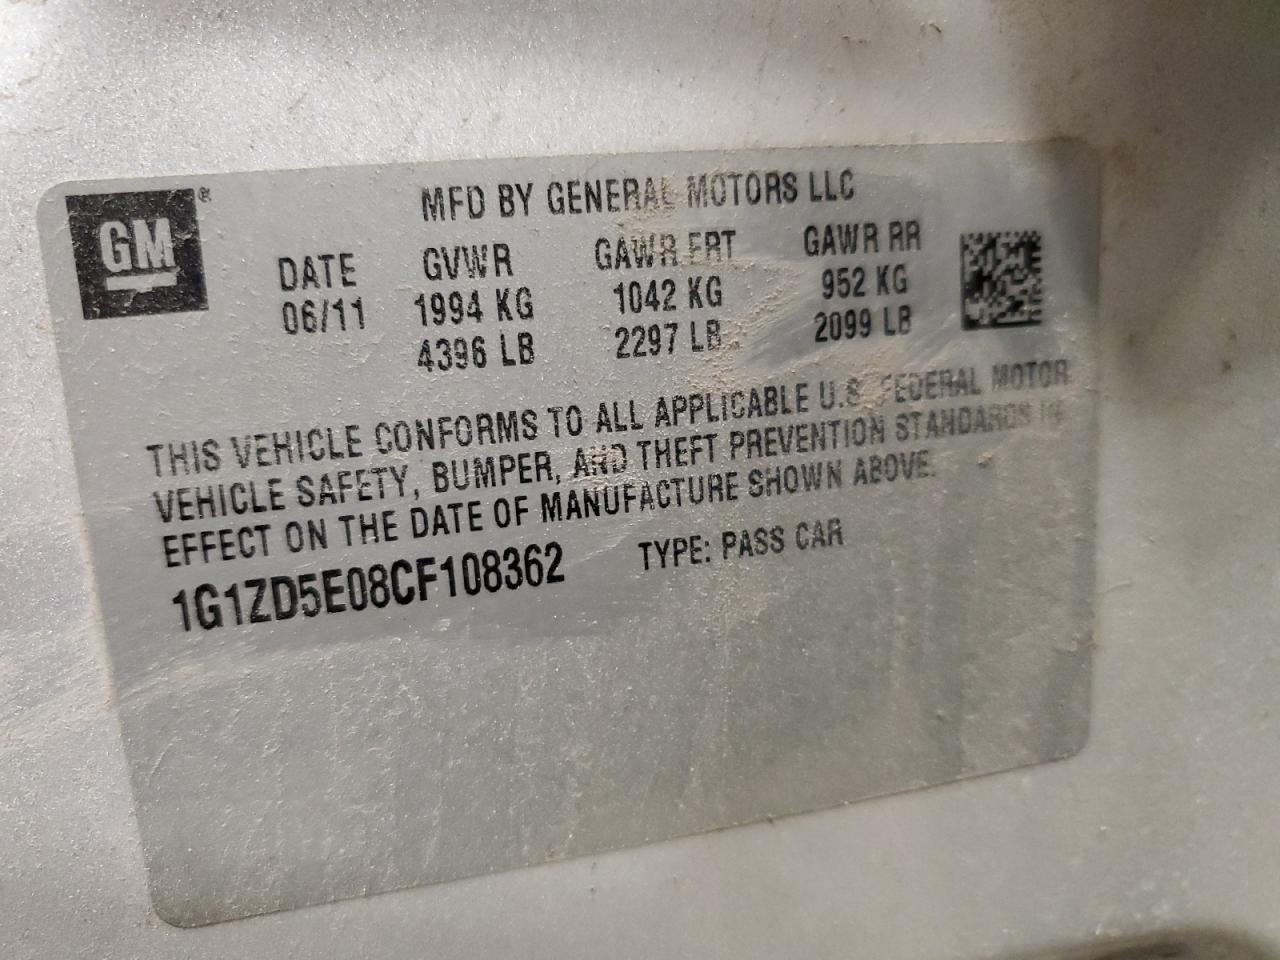 GM®
MFD BY GENERAL MOTORS LLC
DATE GVWR GAWR FRT GAWR RR
06/11 1994 KG 1042 KG 952 KG
4396 LB 2297 LB 2099 LB
THIS VEHICLE CONFORMS TO ALL APPLICABLE U.S. FEDERAL MOTOR
VEHICLE SAFETY, BUMPER, AND THEFT PREVENTION STANDARDS IN
EFFECT ON THE DATE OF MANUFACTURE SHOWN ABOVE.
1G1ZD5E08CF108362 TYPE: PASS CAR